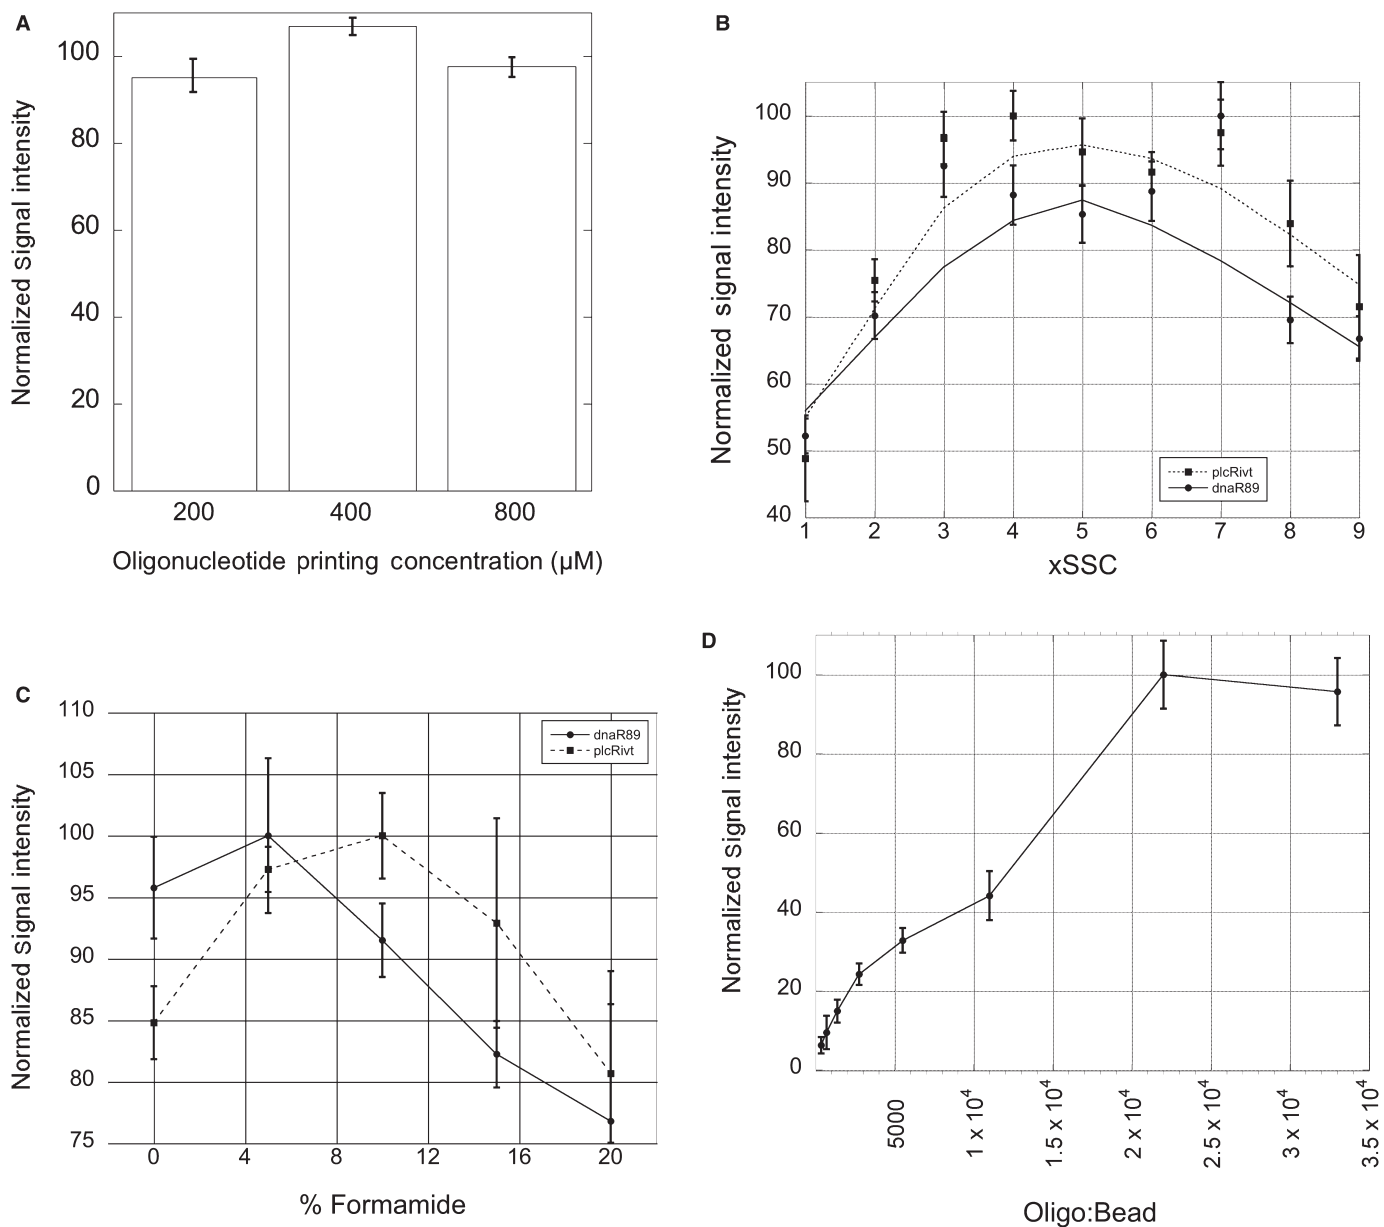 A
Normalized signal intensity
100
80
60
40
20
0
200 400 800
Oligonucleotide printing concentration (µM)
B
Normalized signal intensity
100
90
80
70
60
50
40
plcRivt
dnaR89
1 2 3 4 5 6 7 8 9
xSSC
C
Normalized signal intensity
110
105
100
95
90
85
80
75
dnaR89
plcRivt
0 4 8 12 16 20
% Formamide
D
Normalized signal intensity
100
80
60
40
20
0
5000
1 x 10⁴
1.5 x 10⁴
2 x 10⁴
2.5 x 10⁴
3 x 10⁴
3.5 x 10⁴
Oligo:Bead